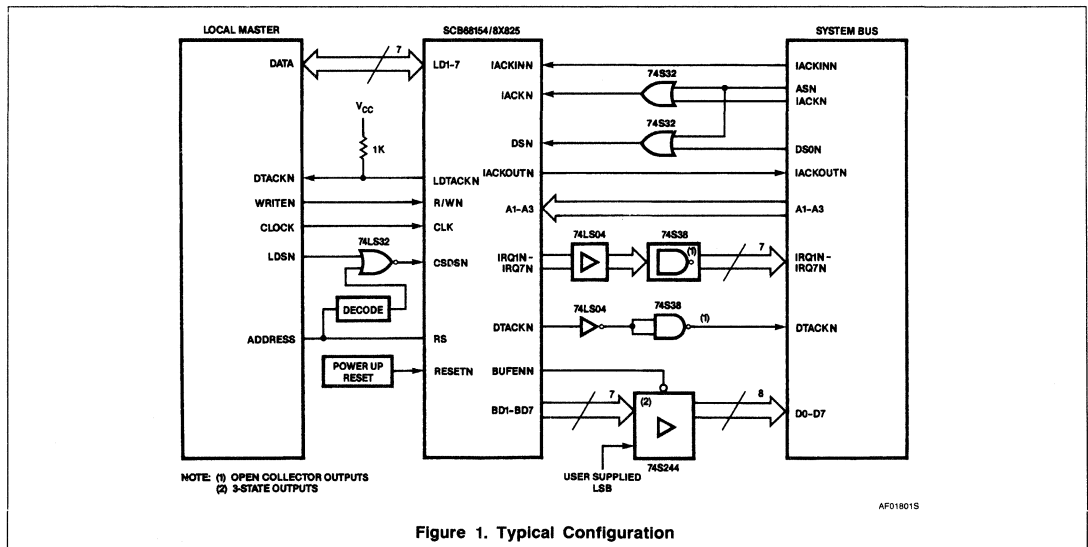 LOCAL MASTER
SCB68154/8X825
SYSTEM BUS
DATA
7
LD1-7
IACKINN
IACKINN
74S32
ASN
IACKN
IACKN
VCC
74S32
1K
DSN
DS0N
DTACKN
LDTACKN
IACKOUTN
IACKOUTN
WRITEN
R/WN
A1-A3
A1-A3
CLOCK
CLK
74LS32
74LS04
74S38
LDSN
CSDSN
IRQ1N-
IRQ7N
(1)
7
IRQ1N-
IRQ7N
DECODE
74LS04
74S38
ADDRESS
RS
DTACKN
(1)
DTACKN
POWER UP
RESET
RESETN
BUFENN
BD1-BD7
7
(2)
8
D0-D7
74S244
USER SUPPLIED
LSB
NOTE: (1) OPEN COLLECTOR OUTPUTS
(2) 3-STATE OUTPUTS
AF01801S
Figure 1. Typical Configuration